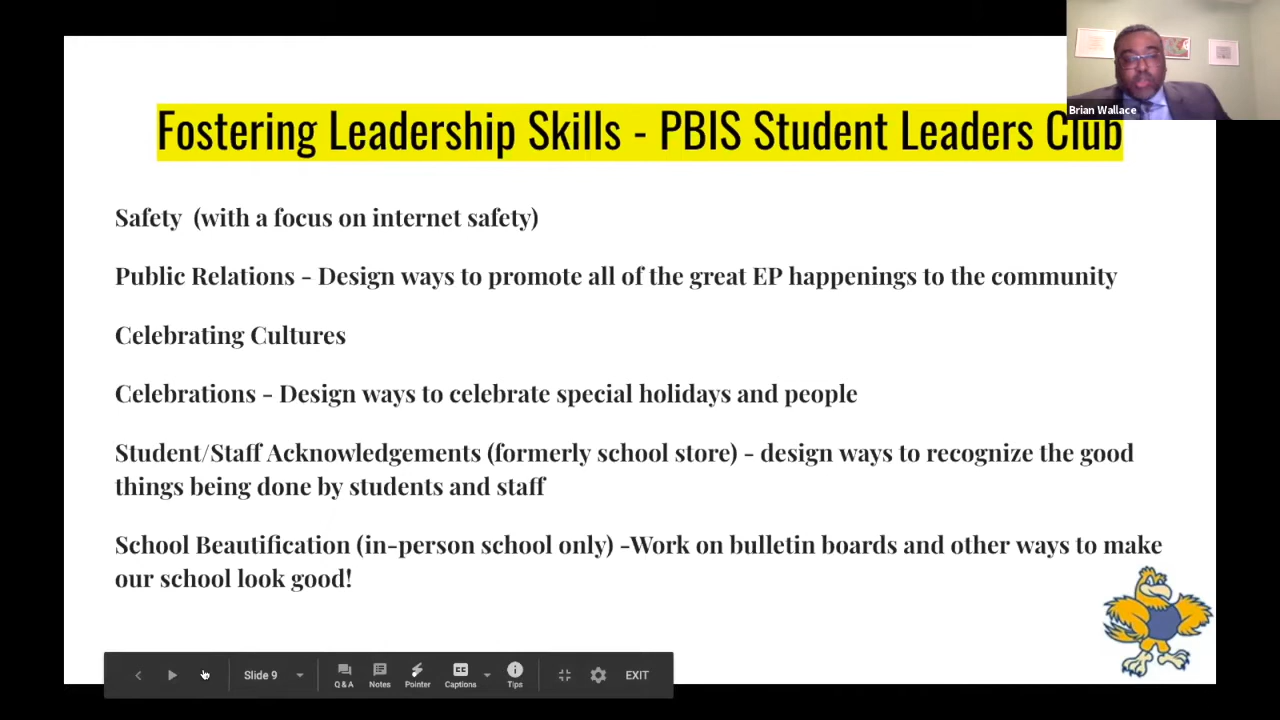 Brian Wallace
Fostering Leadership Skills - PBIS Student Leaders Club
Safety (with a focus on internet safety)
Public Relations - Design ways to promote all of the great EP happenings to the community
Celebrating Cultures
Celebrations - Design ways to celebrate special holidays and people
Student/Staff Acknowledgements (formerly school store) - design ways to recognize the good
things being done by students and staff
School Beautification (in-person school only) -Work on bulletin boards and other ways to make
our school look good!
Slide 9
Q & A
Notes
Pointer
Captions
Tips
EXIT